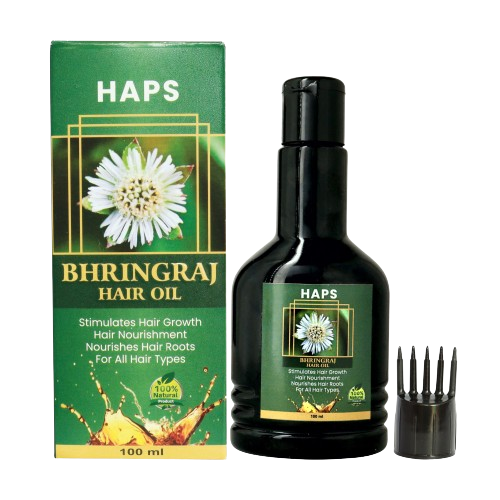 HAPS
BHRINGRAJ
HAIR OIL
Stimulates Hair Growth
Hair Nourishment
Nourishes Hair Roots
For All Hair Types
100%
Natural
Product
100 ml
HAPS
BHRINGRAJ
HAIR OIL
Stimulates Hair Growth
Hair Nourishment
Nourishes Hair Roots
For All Hair Types
100 ml